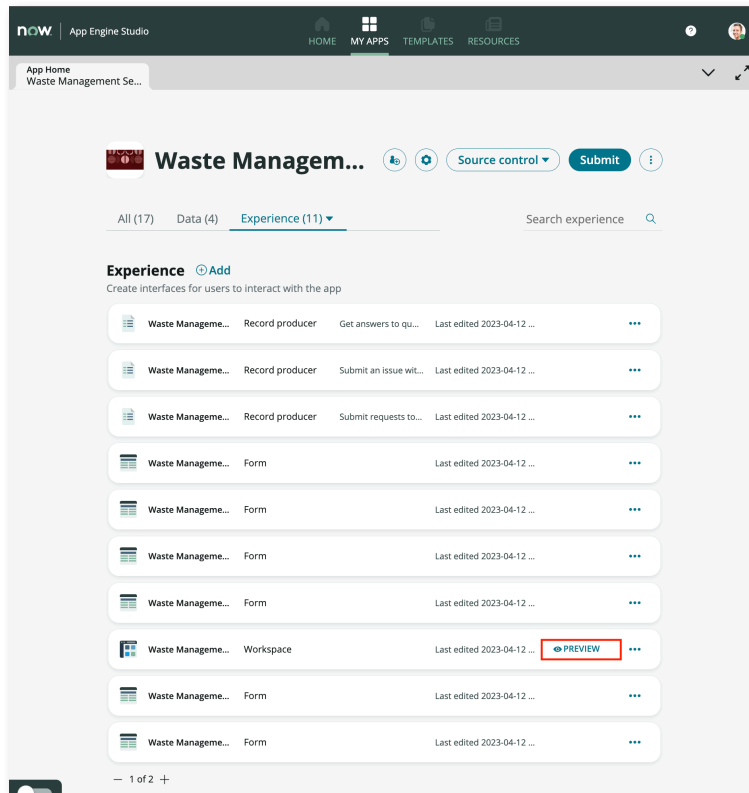 now. App Engine Studio
HOME MY APPS TEMPLATES RESOURCES
?
App Home
Waste Management Se...
Waste Managem... Source control Submit
All (17) Data (4) Experience (11) Search experience
Experience Add
Create interfaces for users to interact with the app
Waste Manageme... Record producer Get answers to qu... Last edited 2023-04-12 ...
Waste Manageme... Record producer Submit an issue wit... Last edited 2023-04-12 ...
Waste Manageme... Record producer Submit requests to... Last edited 2023-04-12 ...
Waste Manageme... Form Last edited 2023-04-12 ...
Waste Manageme... Form Last edited 2023-04-12 ...
Waste Manageme... Form Last edited 2023-04-12 ...
Waste Manageme... Form Last edited 2023-04-12 ...
Waste Manageme... Workspace Last edited 2023-04-12 ... PREVIEW
Waste Manageme... Form Last edited 2023-04-12 ...
Waste Manageme... Form Last edited 2023-04-12 ...
— 1 of 2 +